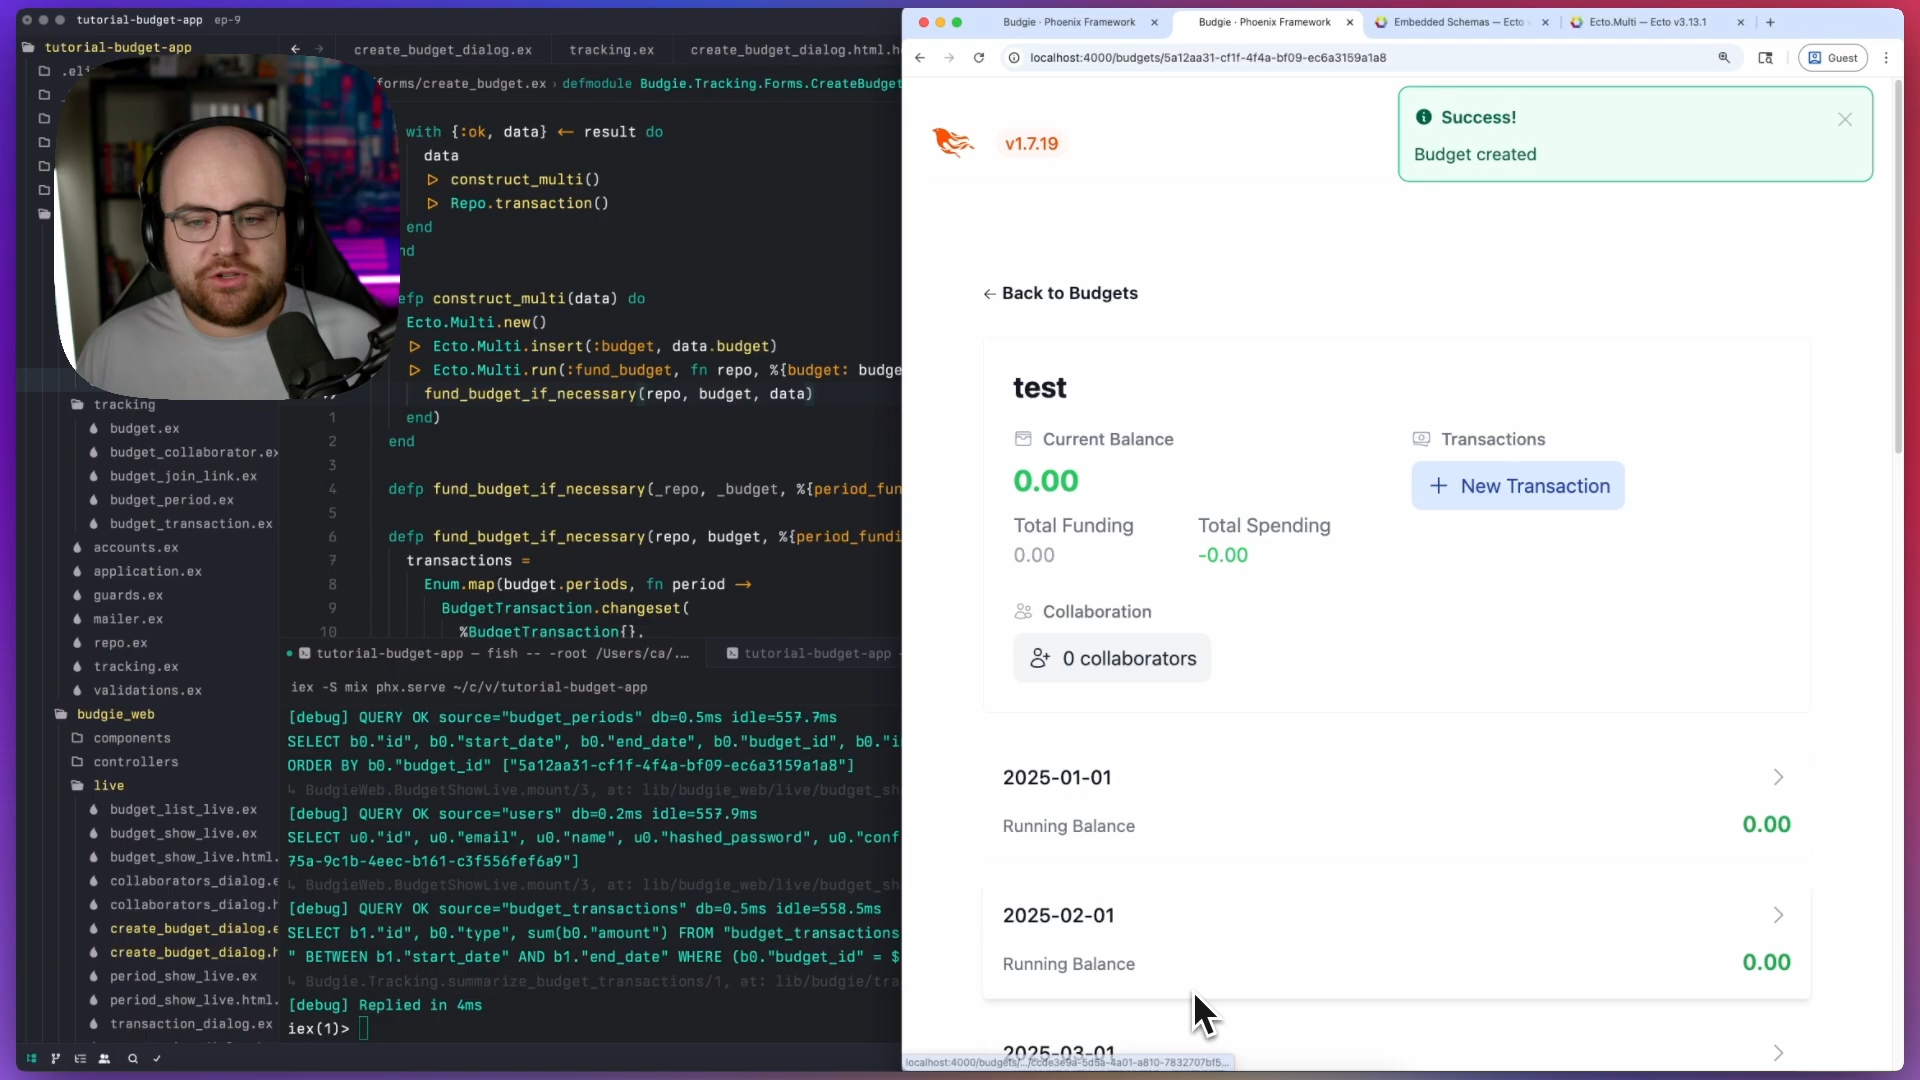 tutorial-budget-app ep-9
tutorial-budget-app
create_budget_dialog.ex
tracking.ex
create_budget_dialog.html.h
forms/create_budget.ex › defmodule Budgie.Tracking.Forms.CreateBudget
with {:ok, data} ← result do
data
▷ construct_multi()
▷ Repo.transaction()
end
nd
efp construct_multi(data) do
Ecto.Multi.new()
▷ Ecto.Multi.insert(:budget, data.budget)
▷ Ecto.Multi.run(:fund_budget, fn repo, %{budget: budge
fund_budget_if_necessary(repo, budget, data)
1 end)
2 end
3
4 defp fund_budget_if_necessary(_repo, _budget, %{period_fun
5
6 defp fund_budget_if_necessary(repo, budget, %{period_fundi
7 transactions =
8 Enum.map(budget.periods, fn period →
9 BudgetTransaction.changeset(
10 %BudgetTransaction{},
.eli
tracking
budget.ex
budget_collaborator.ex
budget_join_link.ex
budget_period.ex
budget_transaction.ex
accounts.ex
application.ex
guards.ex
mailer.ex
repo.ex
tracking.ex
validations.ex
budgie_web
components
controllers
live
budget_list_live.ex
budget_show_live.ex
budget_show_live.html.
collaborators_dialog.e
collaborators_dialog.h
create_budget_dialog.e
create_budget_dialog.h
period_show_live.ex
period_show_live.html.
transaction_dialog.ex
tutorial-budget-app — fish -- -root /Users/ca/...
tutorial-budget-app
iex -S mix phx.serve ~/c/v/tutorial-budget-app
[debug] QUERY OK source="budget_periods" db=0.5ms idle=557.7ms
SELECT b0."id", b0."start_date", b0."end_date", b0."budget_id", b0."i
ORDER BY b0."budget_id" ["5a12aa31-cf1f-4f4a-bf09-ec6a3159a1a8"]
↳ BudgieWeb.BudgetShowLive.mount/3, at: lib/budgie_web/live/budget_sh
[debug] QUERY OK source="users" db=0.2ms idle=557.9ms
SELECT u0."id", u0."email", u0."name", u0."hashed_password", u0."conf
75a-9c1b-4eec-b161-c3f556fef6a9"]
↳ BudgieWeb.BudgetShowLive.mount/3, at: lib/budgie_web/live/budget_sh
[debug] QUERY OK source="budget_transactions" db=0.5ms idle=558.5ms
SELECT b1."id", b0."type", sum(b0."amount") FROM "budget_transactions
" BETWEEN b1."start_date" AND b1."end_date" WHERE (b0."budget_id" = $
↳ Budgie.Tracking.summarize_budget_transactions/1, at: lib/budgie/tra
[debug] Replied in 4ms
iex(1)>
Budgie · Phoenix Framework
Budgie · Phoenix Framework
Embedded Schemas — Ecto
Ecto.Multi — Ecto v3.13.1
localhost:4000/budgets/5a12aa31-cf1f-4f4a-bf09-ec6a3159a1a8
Guest
v1.7.19
Success!
Budget created
← Back to Budgets
test
Current Balance
0.00
Total Funding
0.00
Total Spending
-0.00
Transactions
+ New Transaction
Collaboration
0 collaborators
2025-01-01
Running Balance
0.00
2025-02-01
Running Balance
0.00
2025-03-01